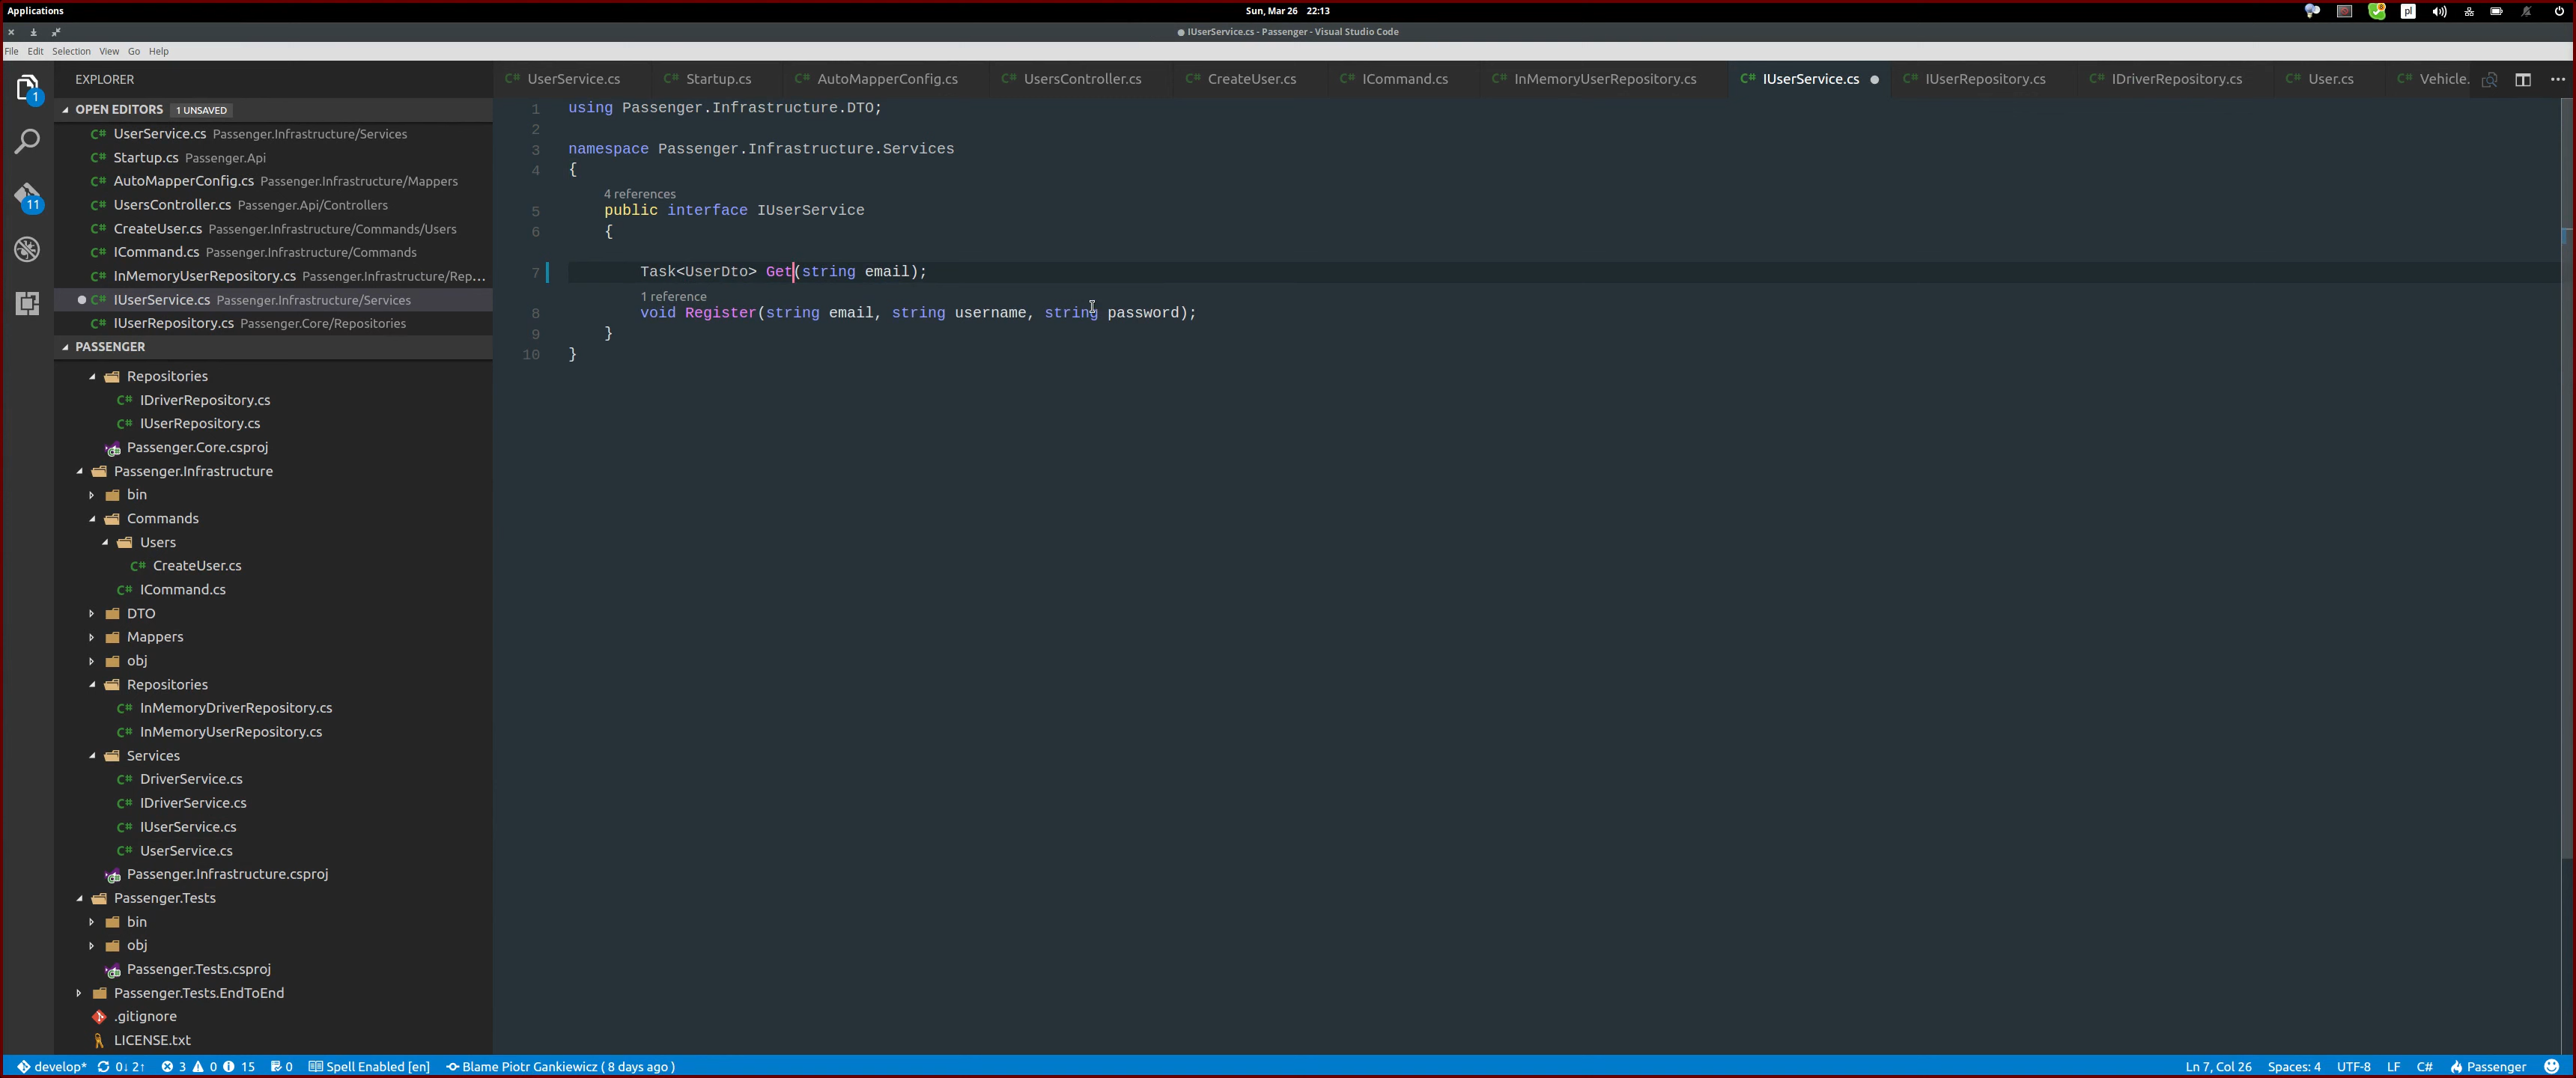 Applications
Sun, Mar 26 22:13
pl
IUserService.cs - Passenger - Visual Studio Code
File Edit Selection View Go Help
EXPLORER
UserService.cs Startup.cs AutoMapperConfig.cs UsersController.cs CreateUser.cs ICommand.cs InMemoryUserRepository.cs IUserService.cs IUserRepository.cs IDriverRepository.cs User.cs Vehicle.
1
11
OPEN EDITORS 1 UNSAVED
C# UserService.cs Passenger.Infrastructure/Services
C# Startup.cs Passenger.Api
C# AutoMapperConfig.cs Passenger.Infrastructure/Mappers
C# UsersController.cs Passenger.Api/Controllers
C# CreateUser.cs Passenger.Infrastructure/Commands/Users
C# ICommand.cs Passenger.Infrastructure/Commands
C# InMemoryUserRepository.cs Passenger.Infrastructure/Rep...
C# IUserService.cs Passenger.Infrastructure/Services
C# IUserRepository.cs Passenger.Core/Repositories
PASSENGER
Repositories
C# IDriverRepository.cs
C# IUserRepository.cs
Passenger.Core.csproj
Passenger.Infrastructure
bin
Commands
Users
C# CreateUser.cs
C# ICommand.cs
DTO
Mappers
obj
Repositories
C# InMemoryDriverRepository.cs
C# InMemoryUserRepository.cs
Services
C# DriverService.cs
C# IDriverService.cs
C# IUserService.cs
C# UserService.cs
Passenger.Infrastructure.csproj
Passenger.Tests
bin
obj
Passenger.Tests.csproj
Passenger.Tests.EndToEnd
.gitignore
LICENSE.txt
1 using Passenger.Infrastructure.DTO;
2
3 namespace Passenger.Infrastructure.Services
4 {
4 references
5 public interface IUserService
6 {
7 Task<UserDto> Get(string email);
1 reference
8 void Register(string email, string username, string password);
9 }
10 }
develop* 0↓ 2↑ 3 0 15 0 Spell Enabled [en] Blame Piotr Gankiewicz ( 8 days ago ) Ln 7, Col 26 Spaces: 4 UTF-8 LF C# Passenger